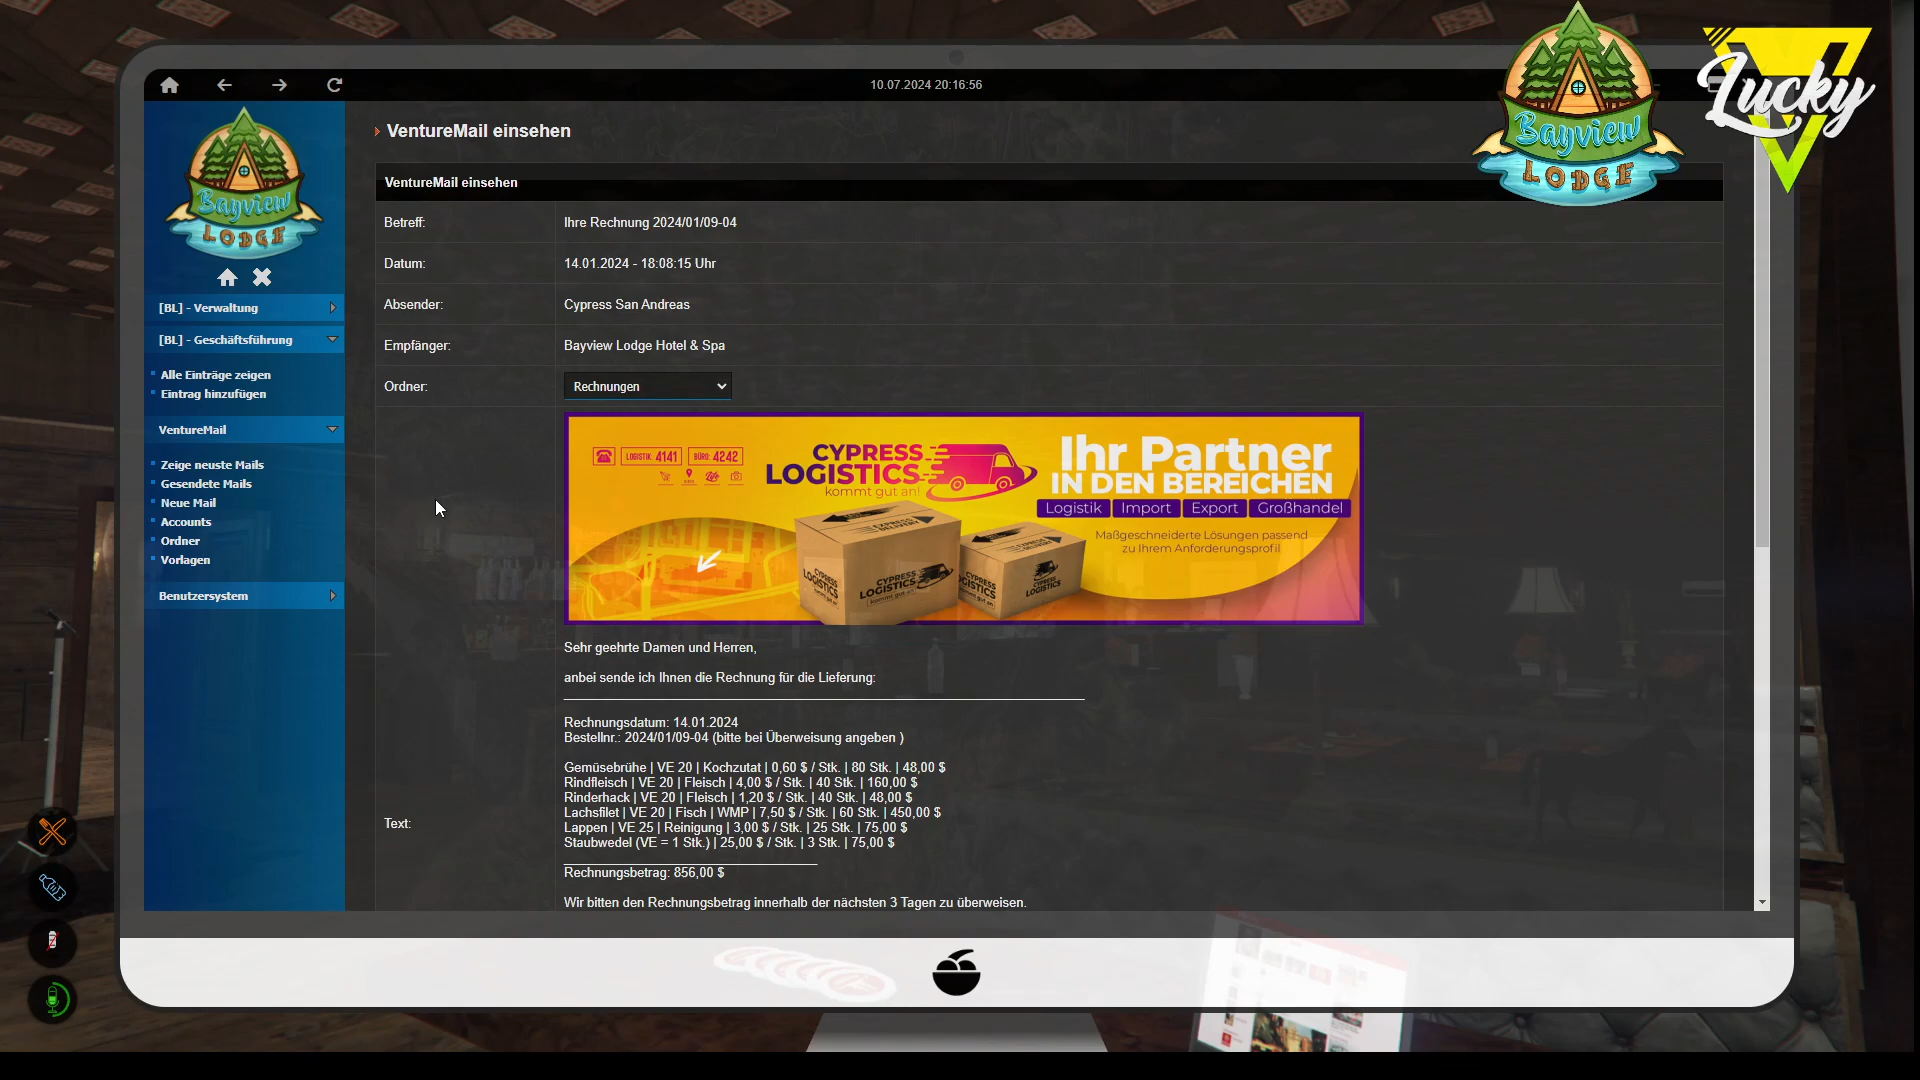 10.07.2024 20:16:56
Bayview
LODGE
Lucky
V
Bayview
LODGE
[BL] - Verwaltung
[BL] - Geschäftsführung
Alle Einträge zeigen
Eintrag hinzufügen
VentureMail
Zeige neuste Mails
Gesendete Mails
Neue Mail
Accounts
Ordner
Vorlagen
Benutzersystem
VentureMail einsehen
VentureMail einsehen
Betreff: Ihre Rechnung 2024/01/09-04
Datum: 14.01.2024 - 18:08:15 Uhr
Absender: Cypress San Andreas
Empfänger: Bayview Lodge Hotel & Spa
Ordner: Rechnungen
LOGISTIK: 4141 BÜRO: 4242
CYPRESS
LOGISTICS
kommt gut an!
Ihr Partner
IN DEN BEREICHEN
Logistik Import Export Großhandel
Maßgeschneiderte Lösungen passend
zu Ihrem Anforderungsprofil
CYPRESS
LOGISTICS
kommt gut an!
Sehr geehrte Damen und Herren,
anbei sende ich Ihnen die Rechnung für die Lieferung:
Rechnungsdatum: 14.01.2024
Bestellnr.: 2024/01/09-04 (bitte bei Überweisung angeben )
Gemüsebrühe | VE 20 | Kochzutat | 0,60 $ / Stk. | 80 Stk. | 48,00 $
Rindfleisch | VE 20 | Fleisch | 4,00 $ / Stk. | 40 Stk. | 160,00 $
Rinderhack | VE 20 | Fleisch | 1,20 $ / Stk. | 40 Stk. | 48,00 $
Lachsfilet | VE 20 | Fisch | WMP | 7,50 $ / Stk. | 60 Stk. | 450,00 $
Lappen | VE 25 | Reinigung | 3,00 $ / Stk. | 25 Stk. | 75,00 $
Staubwedel (VE = 1 Stk.) | 25,00 $ / Stk. | 3 Stk. | 75,00 $
Text:
Rechnungsbetrag: 856,00 $
Wir bitten den Rechnungsbetrag innerhalb der nächsten 3 Tagen zu überweisen.